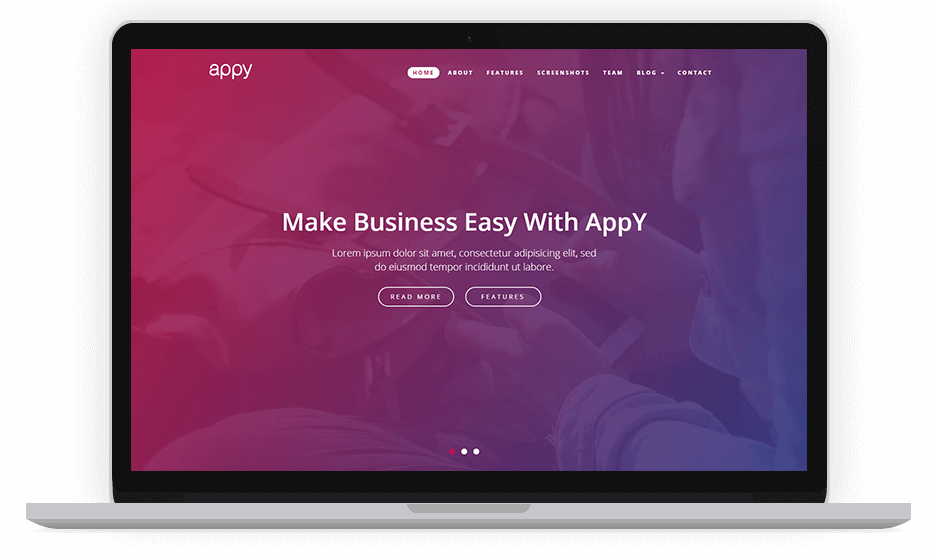 appy
HOME ABOUT FEATURES SCREENSHOTS TEAM BLOG CONTACT
Make Business Easy With AppY
Lorem ipsum dolor sit amet, consectetur adipisicing elit, sed
do eiusmod tempor incididunt ut labore.
READ MORE FEATURES